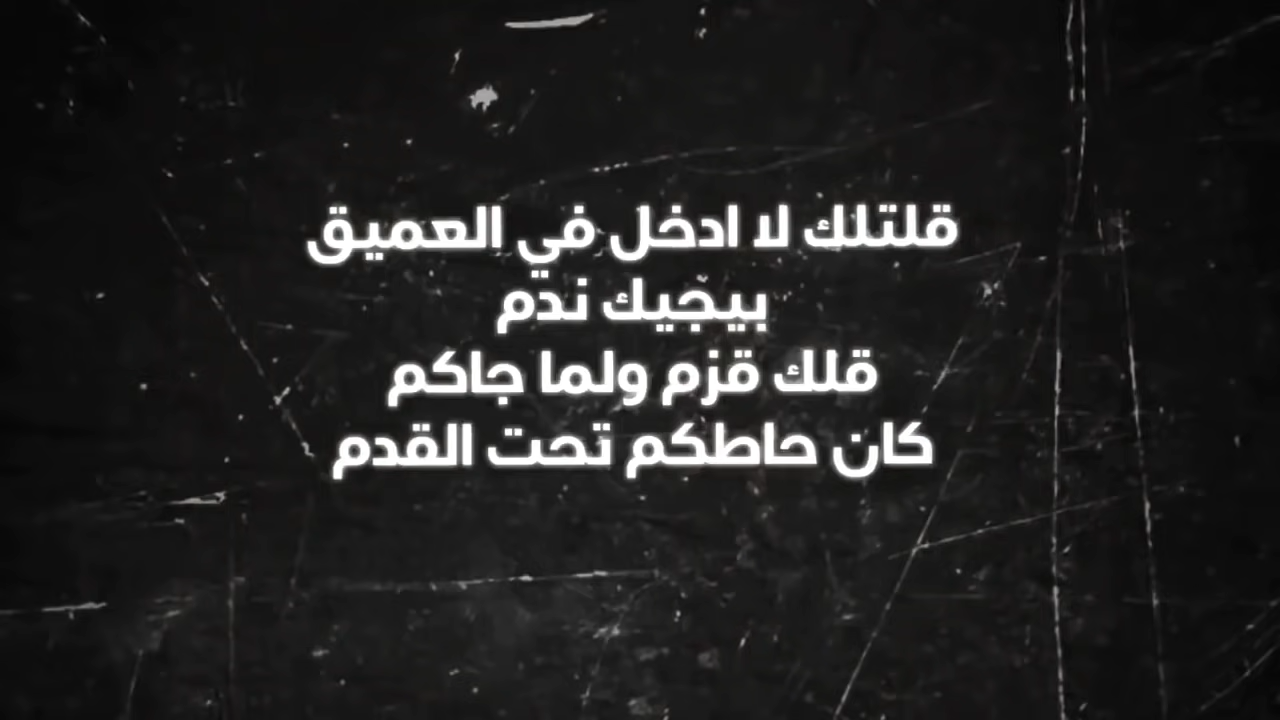 قلتلك لا ادخل في العميق
بيجيك ندم
قلك قزم ولما جاكم
كان حاطكم تحت القدم